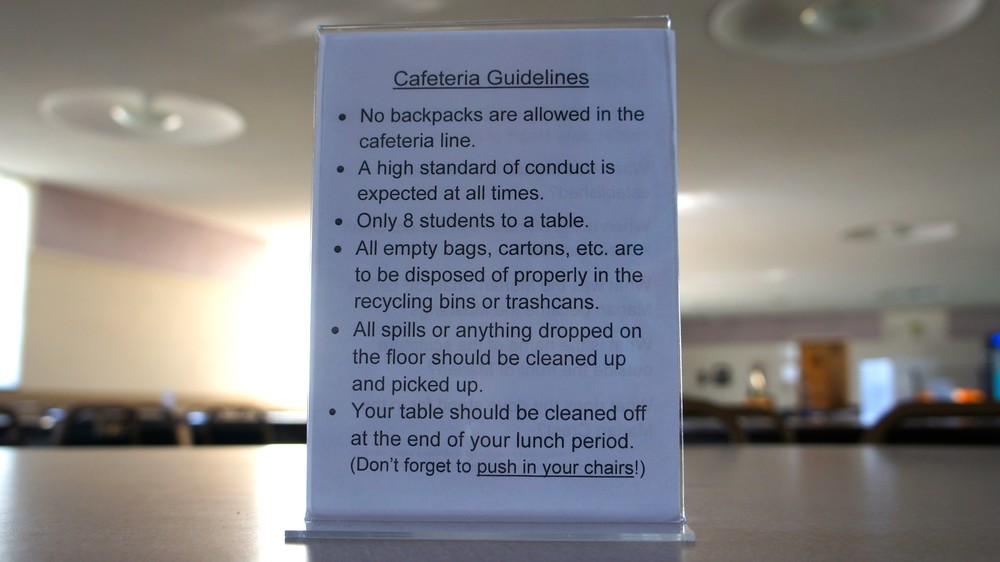 Cafeteria Guidelines
• No backpacks are allowed in the
cafeteria line.
• A high standard of conduct is
expected at all times.
• Only 8 students to a table.
• All empty bags, cartons, etc. are
to be disposed of properly in the
recycling bins or trashcans.
• All spills or anything dropped on
the floor should be cleaned up
and picked up.
• Your table should be cleaned off
at the end of your lunch period.
(Don't forget to push in your chairs!)